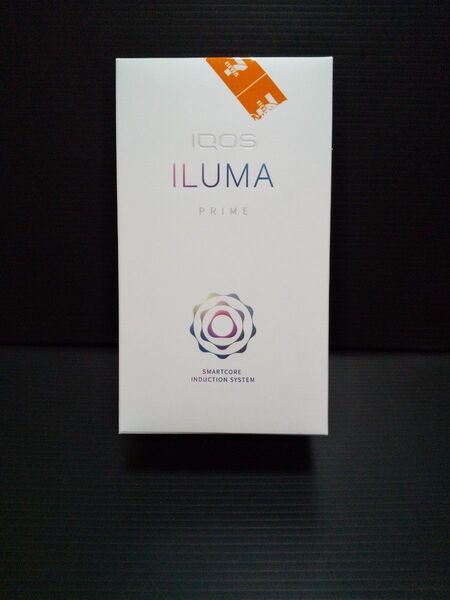 IQOS
ILUMA
PRIME
SMARTCORE
INDUCTION SYSTEM